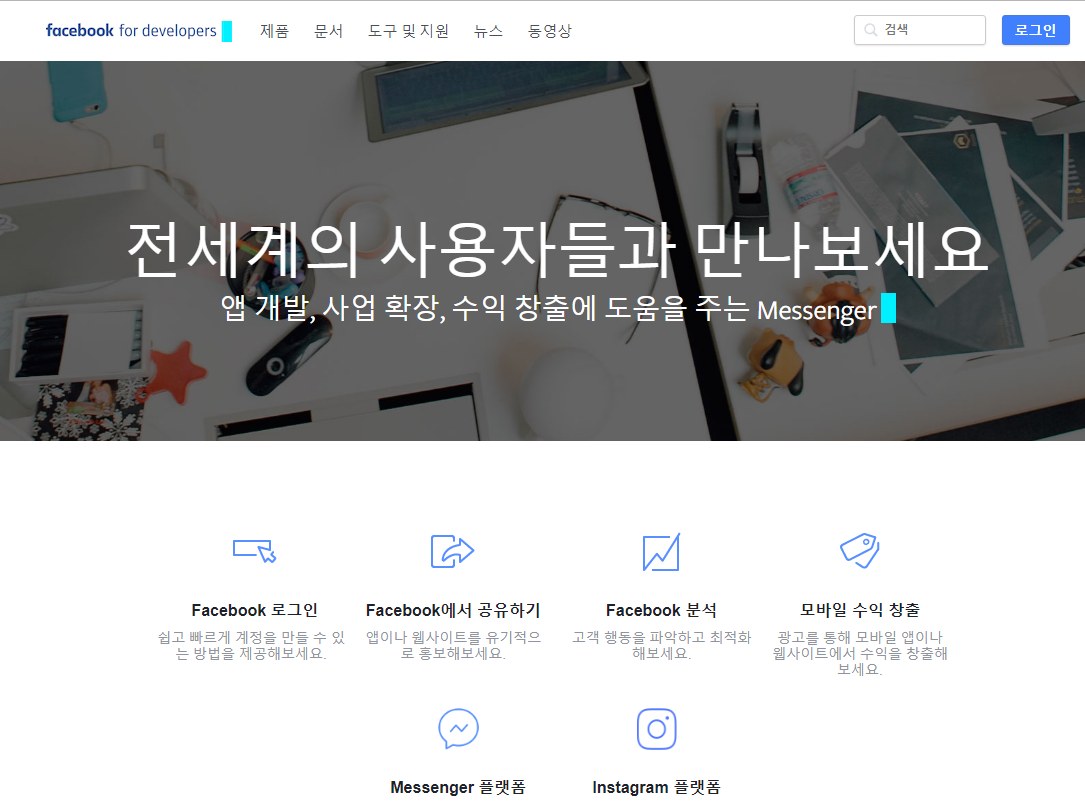 facebook for developers
제품 문서 도구 및 지원 뉴스 동영상
검색
로그인
전세계의 사용자들과 만나보세요
앱 개발, 사업 확장, 수익 창출에 도움을 주는 Messenger
Facebook 로그인
쉽고 빠르게 계정을 만들 수 있
는 방법을 제공해보세요.
Facebook에서 공유하기
앱이나 웹사이트를 유기적으
로 홍보해보세요.
Facebook 분석
고객 행동을 파악하고 최적화
해보세요.
모바일 수익 창출
광고를 통해 모바일 앱이나
웹사이트에서 수익을 창출해
보세요.
Messenger 플랫폼
Instagram 플랫폼